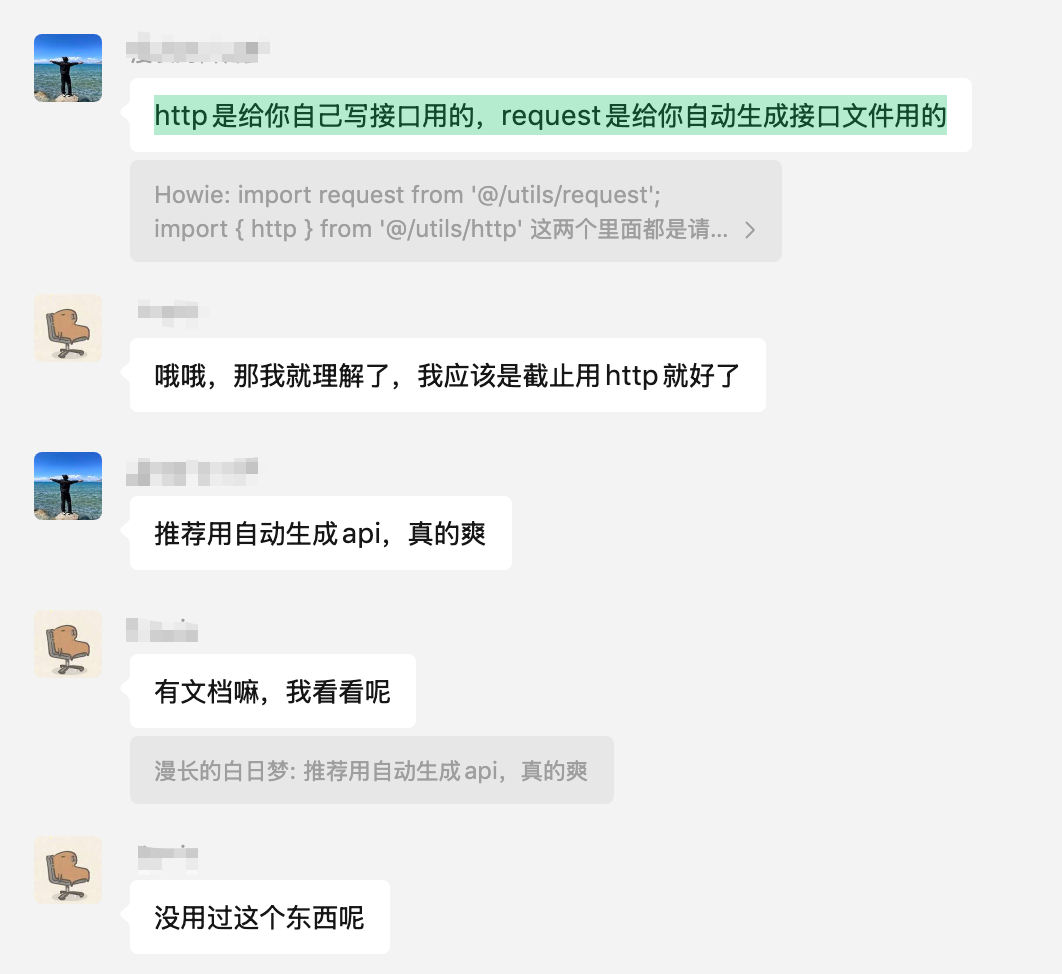 http是给你自己写接口用的，request是给你自动生成接口文件用的
Howie: import request from '@/utils/request';
import { http } from '@/utils/http' 这两个里面都是请...
哦哦，那我就理解了，我应该是截止用http就好了
推荐用自动生成api，真的爽
有文档嘛，我看看呢
漫长的白日梦: 推荐用自动生成api，真的爽
没用过这个东西呢